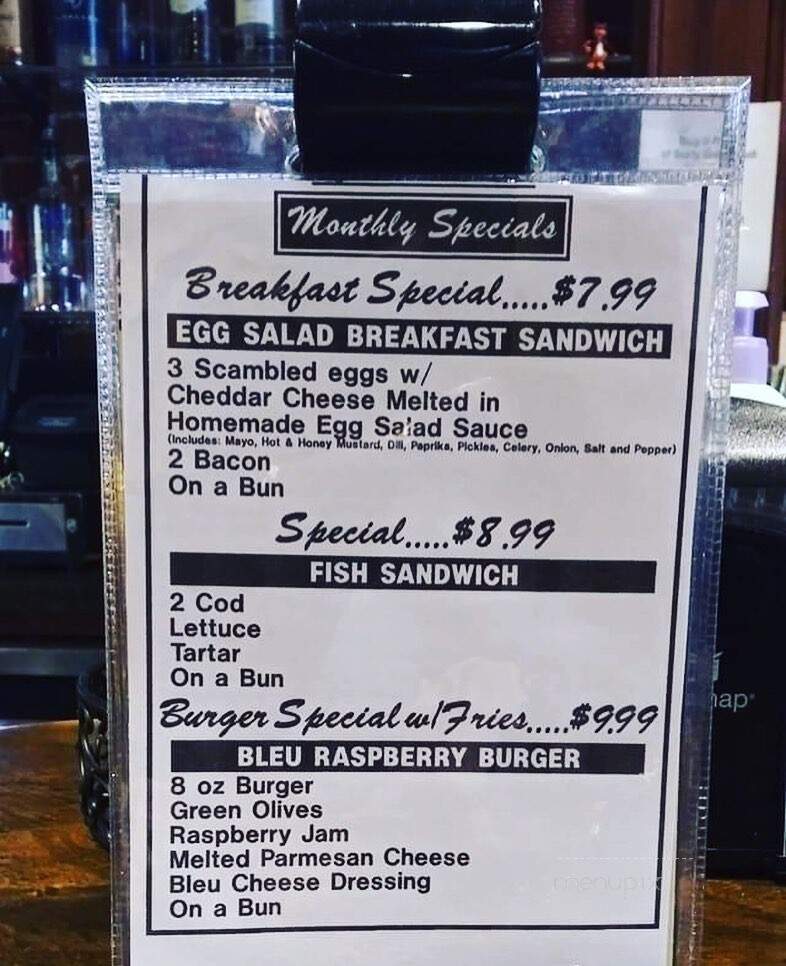 Monthly Specials
Breakfast Special.....$7.99
EGG SALAD BREAKFAST SANDWICH
3 Scambled eggs w/
Cheddar Cheese Melted in
Homemade Egg Salad Sauce
(Includes: Mayo, Hot & Honey Mustard, Dill, Paprika, Pickles, Celery, Onion, Salt and Pepper)
2 Bacon
On a Bun
Special.....$8.99
FISH SANDWICH
2 Cod
Lettuce
Tartar
On a Bun
Burger Special w/Fries.....$9.99
BLEU RASPBERRY BURGER
8 oz Burger
Green Olives
Raspberry Jam
Melted Parmesan Cheese
Bleu Cheese Dressing
On a Bun